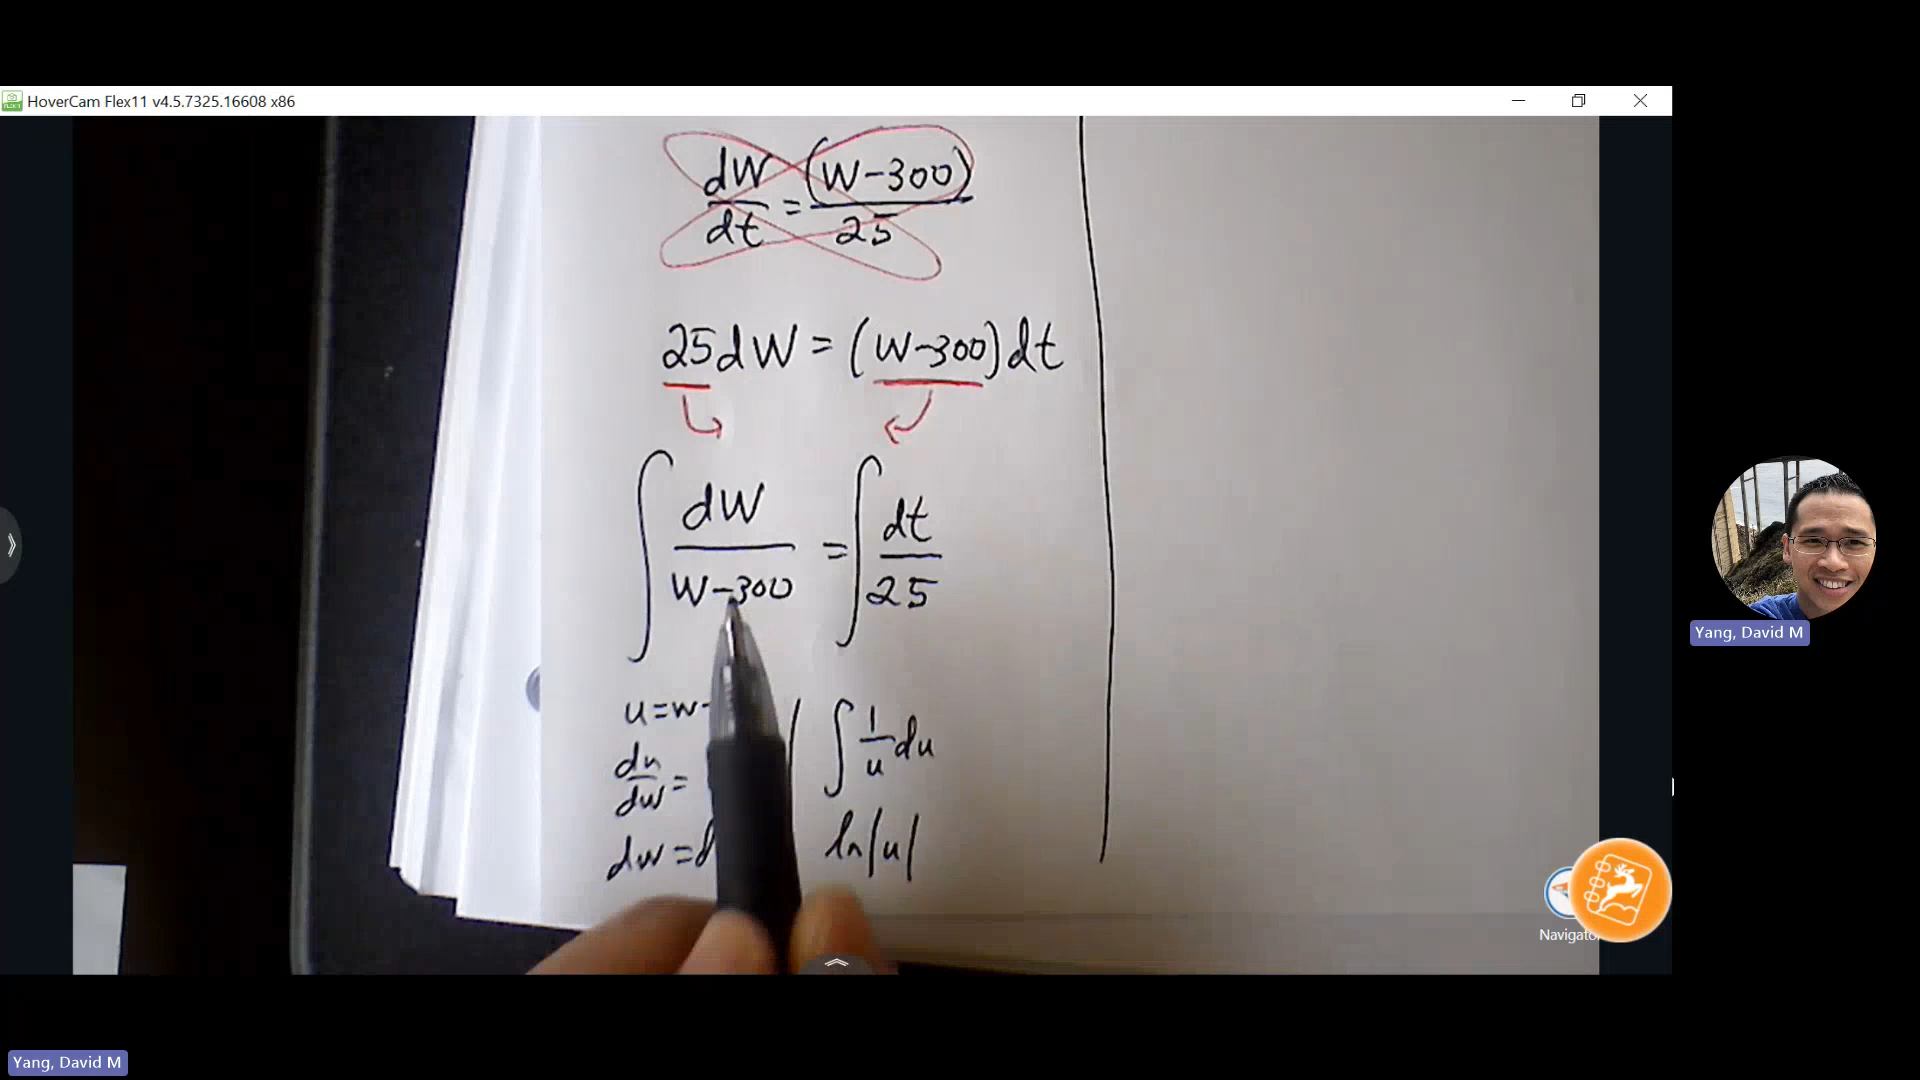 HoverCam Flex11 v4.5.7325.16608 x86
dW/dt = (W-300)/25
25dW = (W-300)dt
∫ dW/(W-300) = ∫ dt/25
u=w-
∫ 1/u du
du/dw =
dw =d
ln|u|
Yang, David M
Navigato
Yang, David M